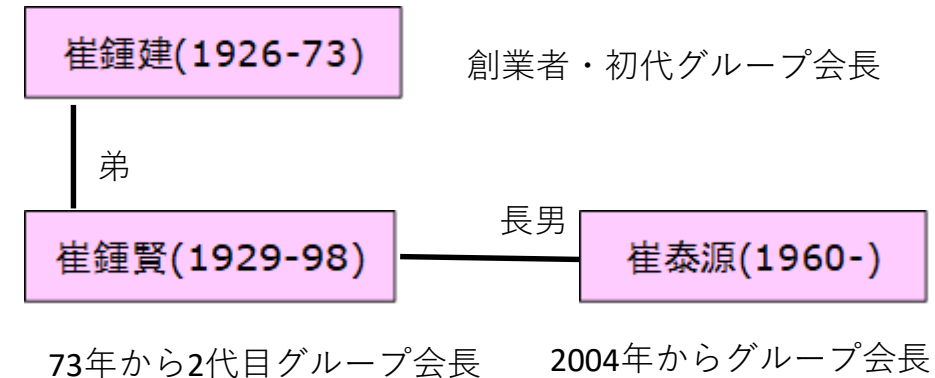 崔鍾建(1926-73)
創業者・初代グループ会長
弟
長男
崔鍾賢(1929-98)
崔泰源(1960-)
73年から2代目グループ会長
2004年からグループ会長